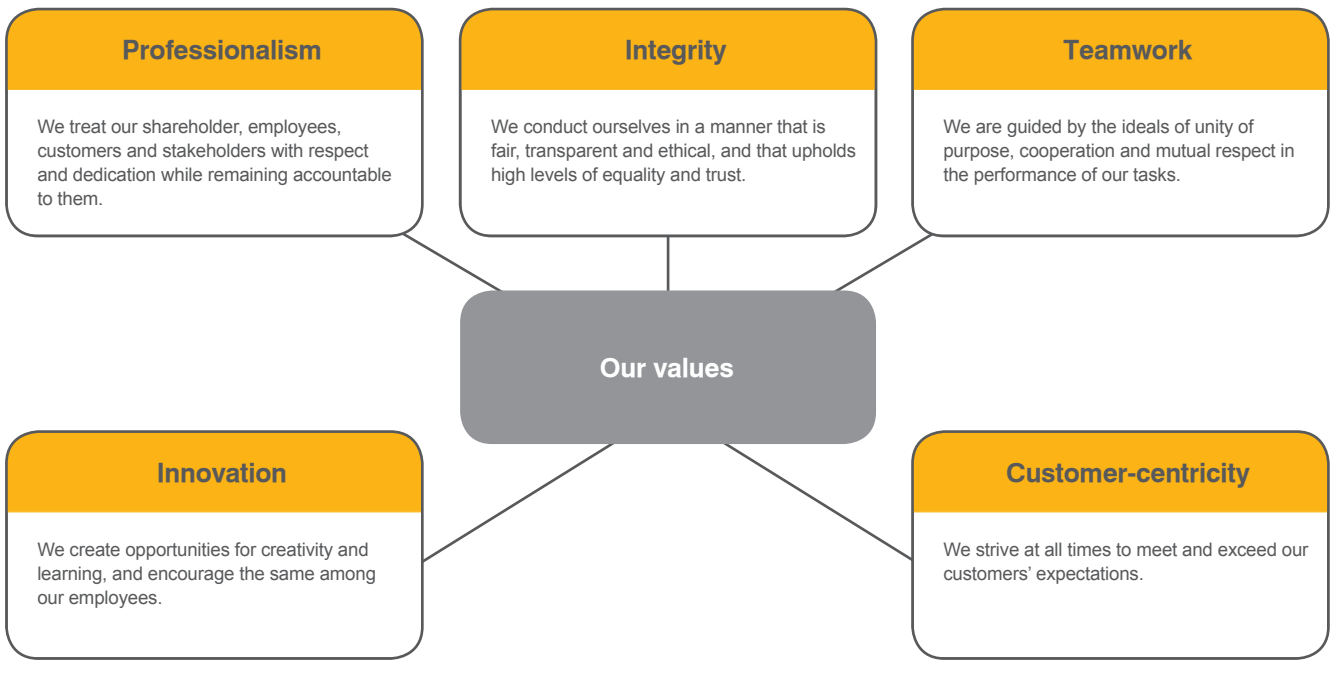 Professionalism
We treat our shareholder, employees,
customers and stakeholders with respect
and dedication while remaining accountable
to them.
Integrity
We conduct ourselves in a manner that is
fair, transparent and ethical, and that upholds
high levels of equality and trust.
Teamwork
We are guided by the ideals of unity of
purpose, cooperation and mutual respect in
the performance of our tasks.
Our values
Innovation
We create opportunities for creativity and
learning, and encourage the same among
our employees.
Customer-centricity
We strive at all times to meet and exceed our
customers’ expectations.